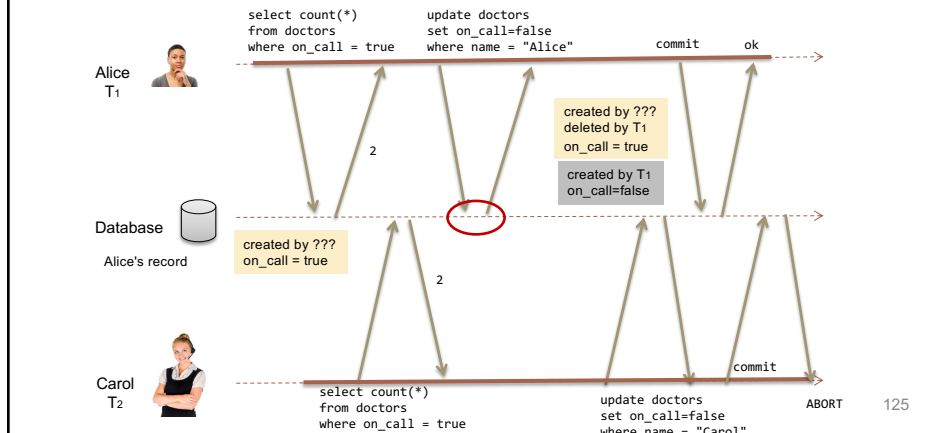 select count(*)
from doctors
where on_call = true
update doctors
set on_call=false
where name = "Alice"
commit
ok
Alice
T1
2
created by ???
deleted by T1
on_call = true
created by T1
on_call=false
Database
Alice's record
created by ???
on_call = true
2
Carol
T2
select count(*)
from doctors
where on_call = true
update doctors
set on_call=false
where name = "Carol"
commit
ABORT
125